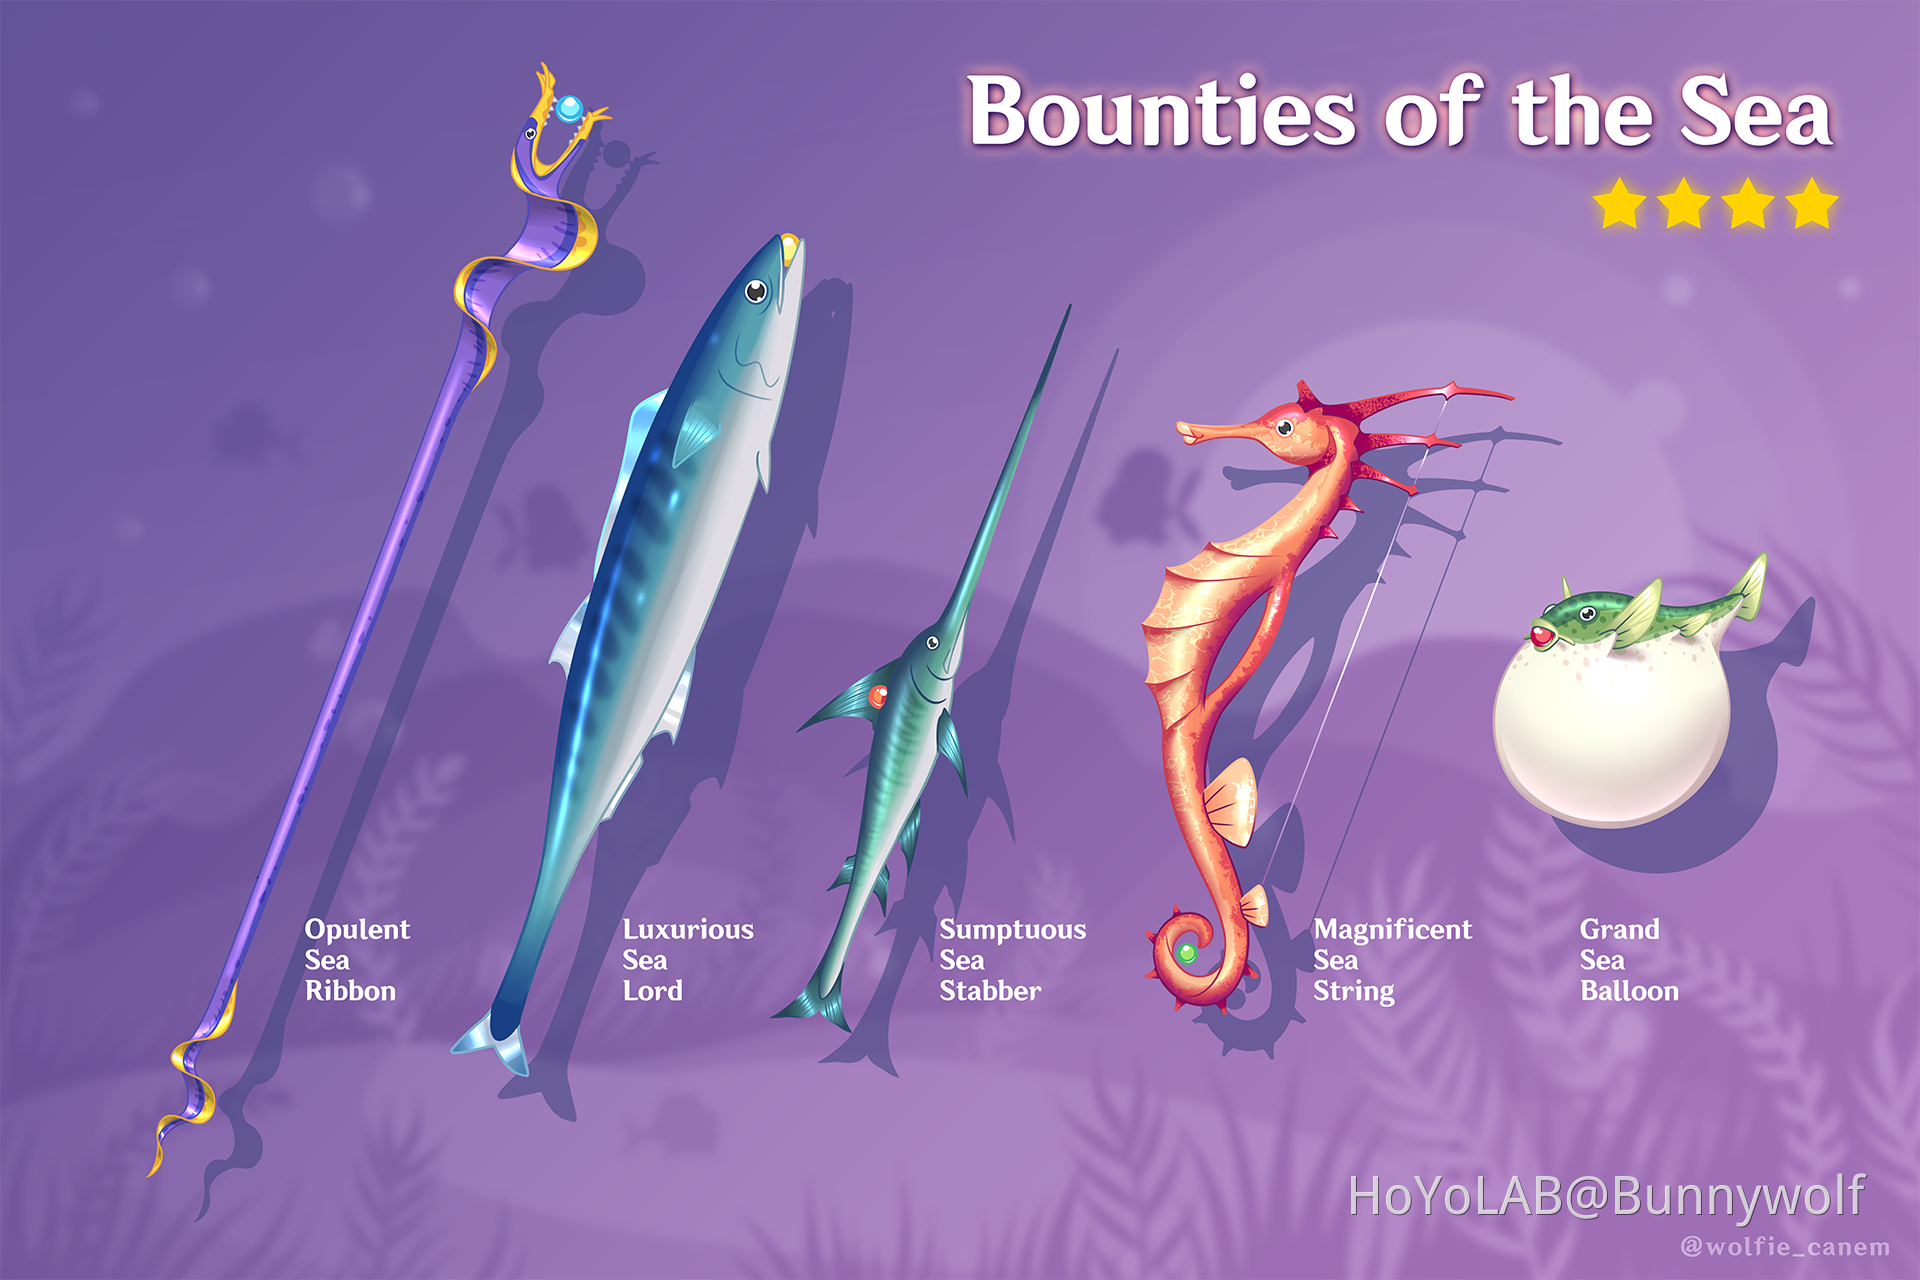 Bounties of the Sea
Opulent
Sea
Ribbon
Luxurious
Sea
Lord
Sumptuous
Sea
Stabber
Magnificent
Sea
String
Grand
Sea
Balloon
HoYoLAB@Bunnywolf
@wolfie_canem